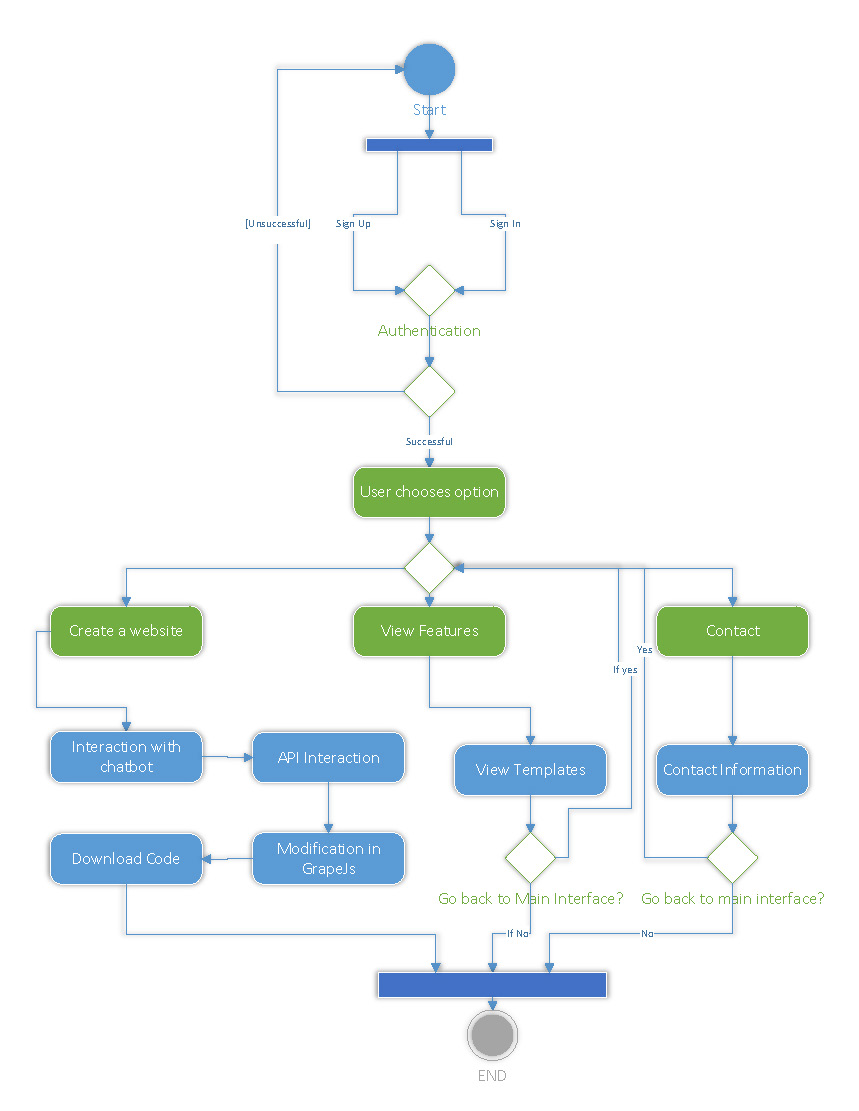 Start
[Unsuccessful]
Sign Up
Sign In
Authentication
Successful
User chooses option
Create a website
View Features
Contact
Yes
If yes
Interaction with
chatbot
API Interaction
View Templates
Contact Information
Download Code
Modification in
GrapeJs
Go back to Main Interface?
Go back to main interface?
If No
No
END